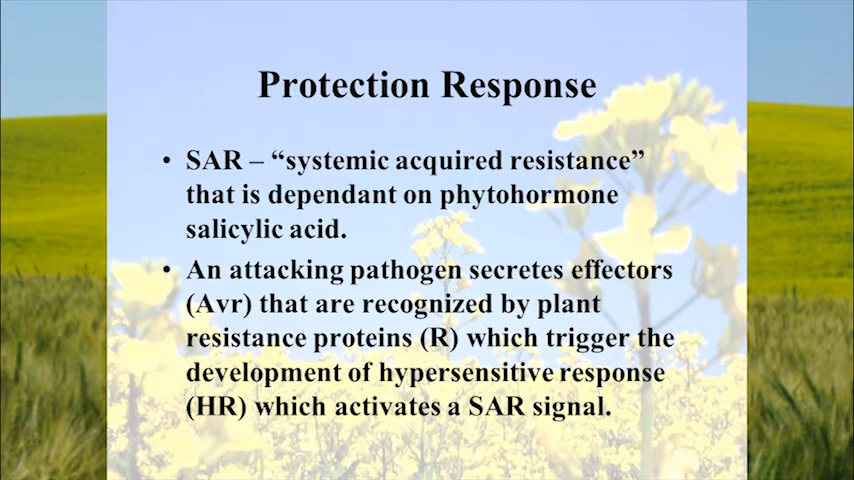 Protection Response
• SAR – “systemic acquired resistance”
that is dependant on phytohormone
salicylic acid.
• An attacking pathogen secretes effectors
(Avr) that are recognized by plant
resistance proteins (R) which trigger the
development of hypersensitive response
(HR) which activates a SAR signal.